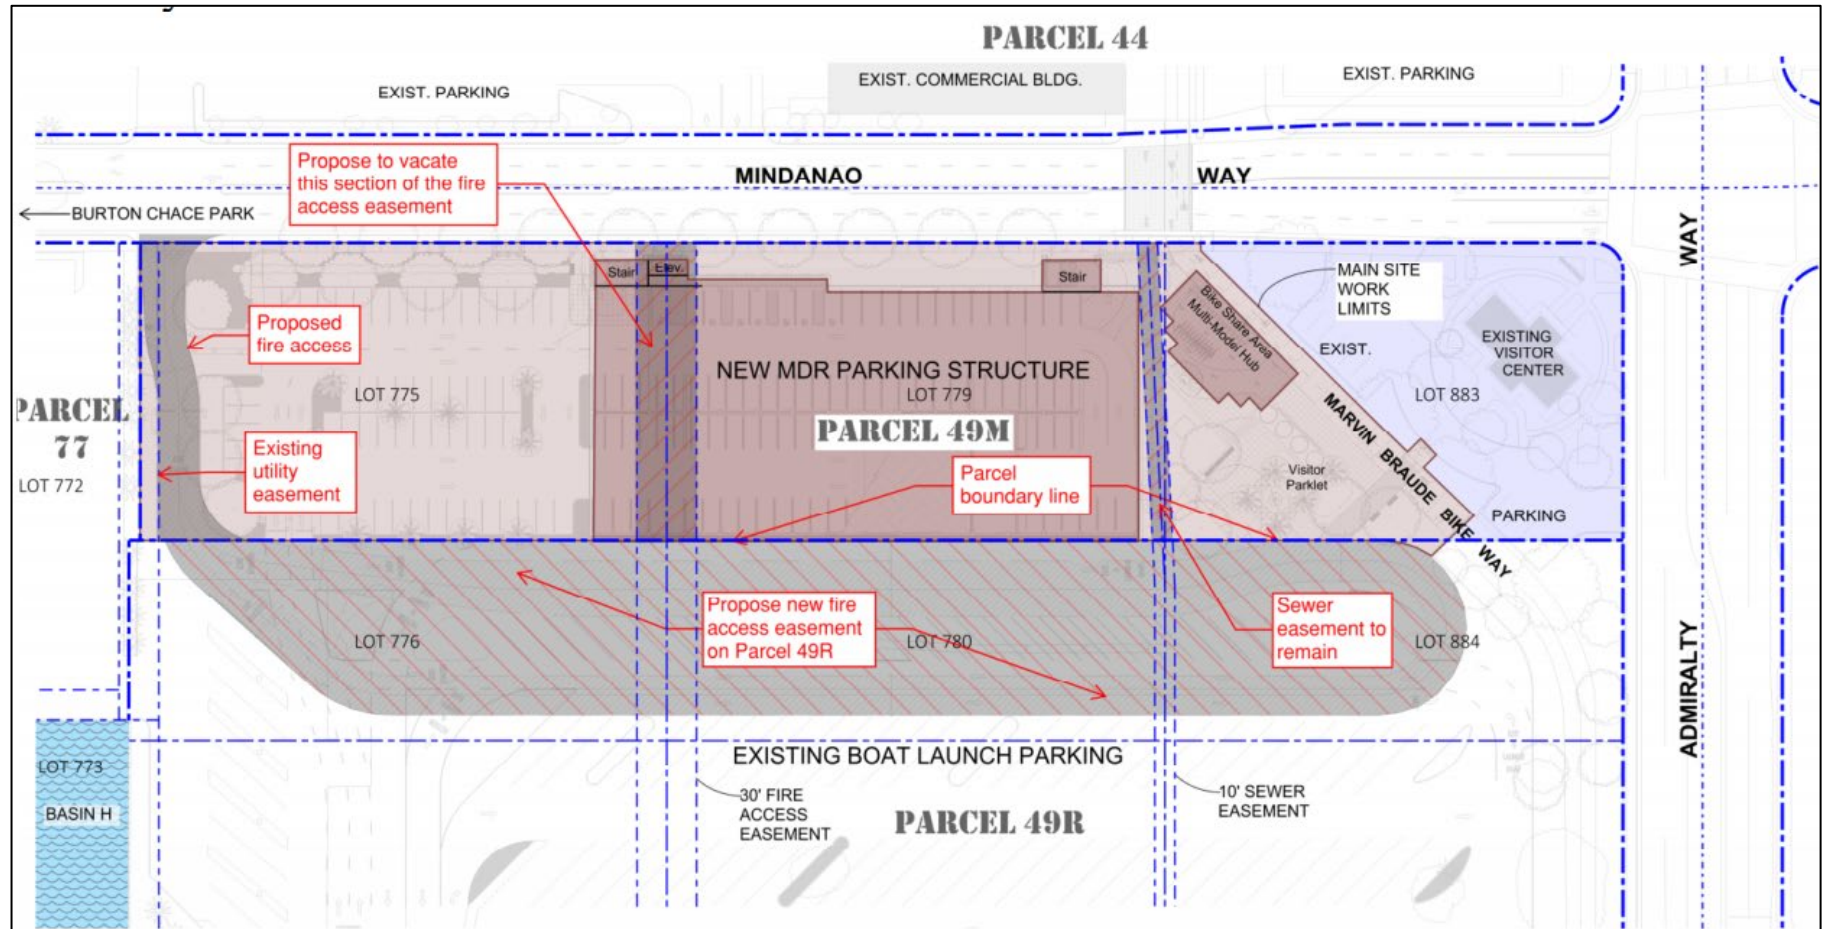 PARCEL 44
EXIST. PARKING
EXIST. COMMERCIAL BLDG.
EXIST. PARKING
Propose to vacate
this section of the fire
access easement
MINDANAO WAY
BURTON CHACE PARK
WAY
ADMIRALTY
Stair
Elev.
Stair
Bike Share Area
Multi-Model Hub
MAIN SITE
WORK
LIMITS
EXISTING
VISITOR
CENTER
EXIST.
PARKING
Proposed
fire access
LOT 775
NEW MDR PARKING STRUCTURE
LOT 779
LOT 883
PARCEL 49M
MARVIN BRAUDE BIKE WAY
PARCEL
77
LOT 772
Existing
utility
easement
Parcel
boundary line
Visitor
Parklet
LOT 776
Propose new fire
access easement
on Parcel 49R
LOT 780
Sewer
easement to
remain
LOT 884
EXISTING BOAT LAUNCH PARKING
LOT 773
BASIN H
30' FIRE
ACCESS
EASEMENT
PARCEL 49R
10' SEWER
EASEMENT